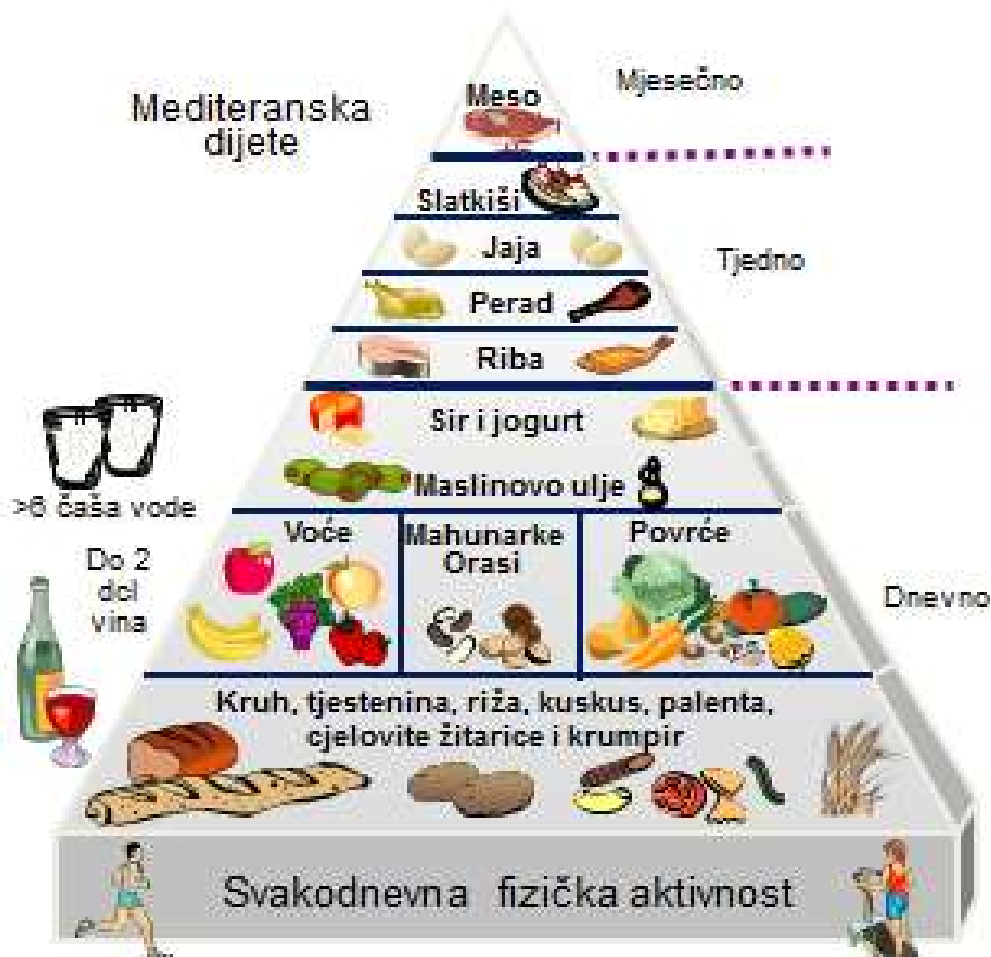 Mediteranska
dijete
Meso
Mjesečno
Slatkiši
Jaja
Tjedno
Perad
Riba
Sir i jogurt
Maslinovo ulje
>6 čaša vode
Do 2
dcl
vina
Voće
Mahunarke
Orasi
Povrće
Dnevno
Kruh, tjestenina, riža, kuskus, palenta,
cjelovite žitarice i krumpir
Svakodnevna fizička aktivnost